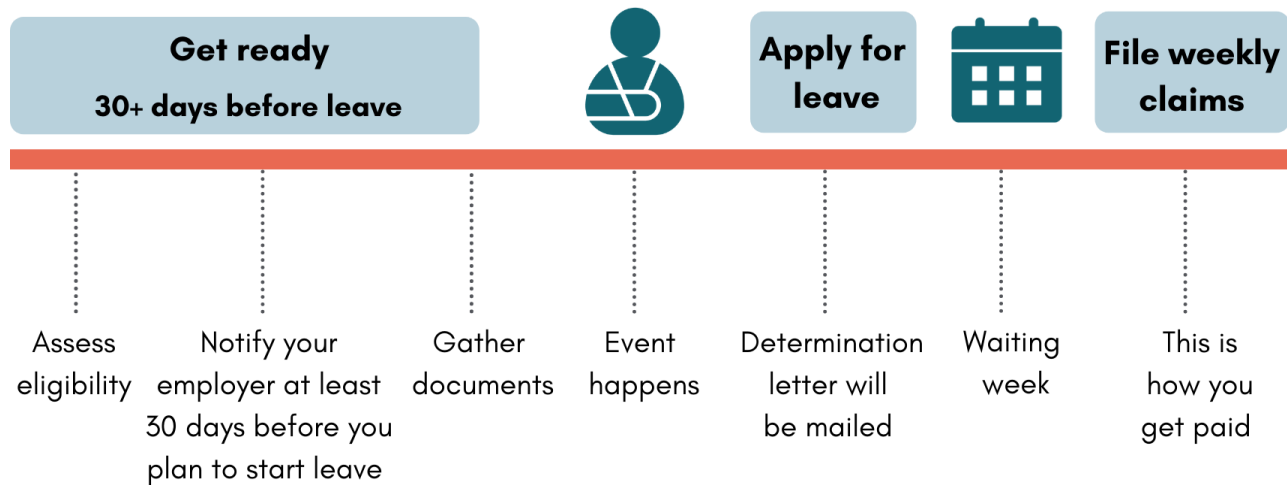 Get ready
30+ days before leave
Apply for
leave
File weekly
claims
Assess
eligibility
Notify your
employer at least
30 days before you
plan to start leave
Gather
documents
Event
happens
Determination
letter will
be mailed
Waiting
week
This is
how you
get paid